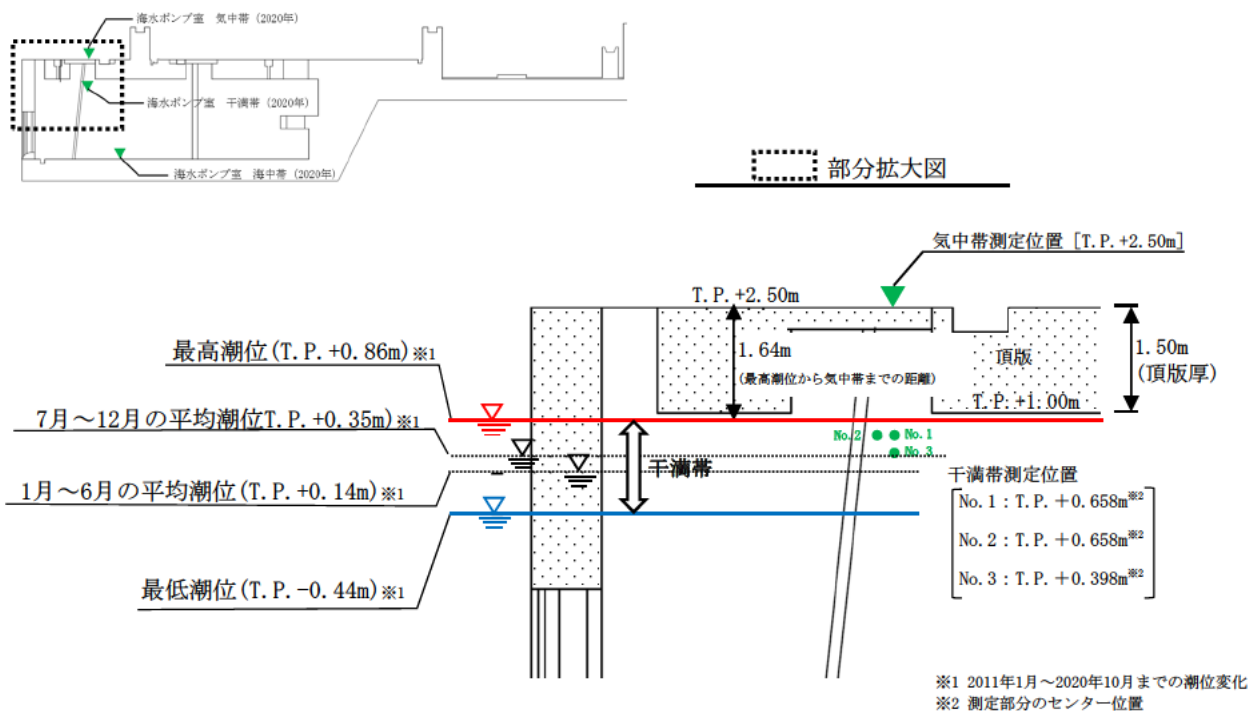 海水ポンプ室 気中帯（2020年）
海水ポンプ室 干満帯（2020年）
海水ポンプ室 海中帯（2020年）
部分拡大図
気中帯測定位置［T.P.+2.50m］
T.P.+2.50m
最高潮位(T.P.+0.86m)※1
1.64m
(最高潮位から気中帯までの距離)
頂版
1.50m
(頂版厚)
T.P.+1.00m
7月～12月の平均潮位T.P.+0.35m)※1
No.2
No.1
No.3
干満帯
1月～6月の平均潮位(T.P.+0.14m)※1
干満帯測定位置
No.1：T.P.＋0.658m※2
No.2：T.P.＋0.658m※2
No.3：T.P.＋0.398m※2
最低潮位(T.P.-0.44m)※1
※1 2011年1月～2020年10月までの潮位変化
※2 測定部分のセンター位置